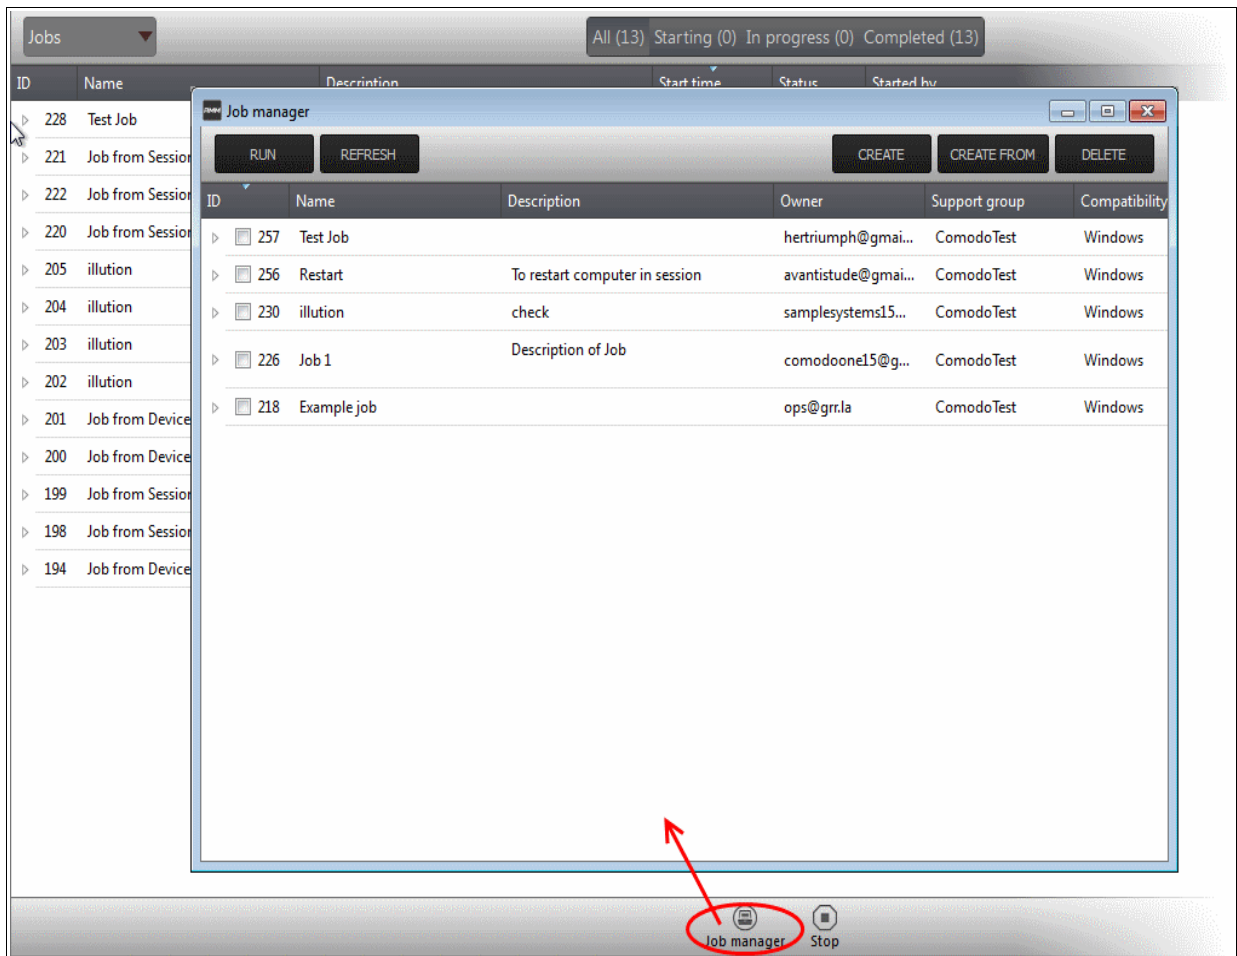 Jobs
All (13) Starting (0) In progress (0) Completed (13)
ID Name Description Start time Status Started by
228 Test Job
221 Job from Session
222 Job from Session
220 Job from Session
205 illution
204 illution
203 illution
202 illution
201 Job from Device
200 Job from Device
199 Job from Session
198 Job from Session
194 Job from Device
RMM Job manager
RUN REFRESH CREATE CREATE FROM DELETE
ID Name Description Owner Support group Compatibility
257 Test Job hertriumph@gmai... ComodoTest Windows
256 Restart To restart computer in session avantistude@gmai... ComodoTest Windows
230 illution check samplesystems15... ComodoTest Windows
226 Job 1 Description of Job comodoone15@g... ComodoTest Windows
218 Example job ops@grr.la ComodoTest Windows
Job manager Stop